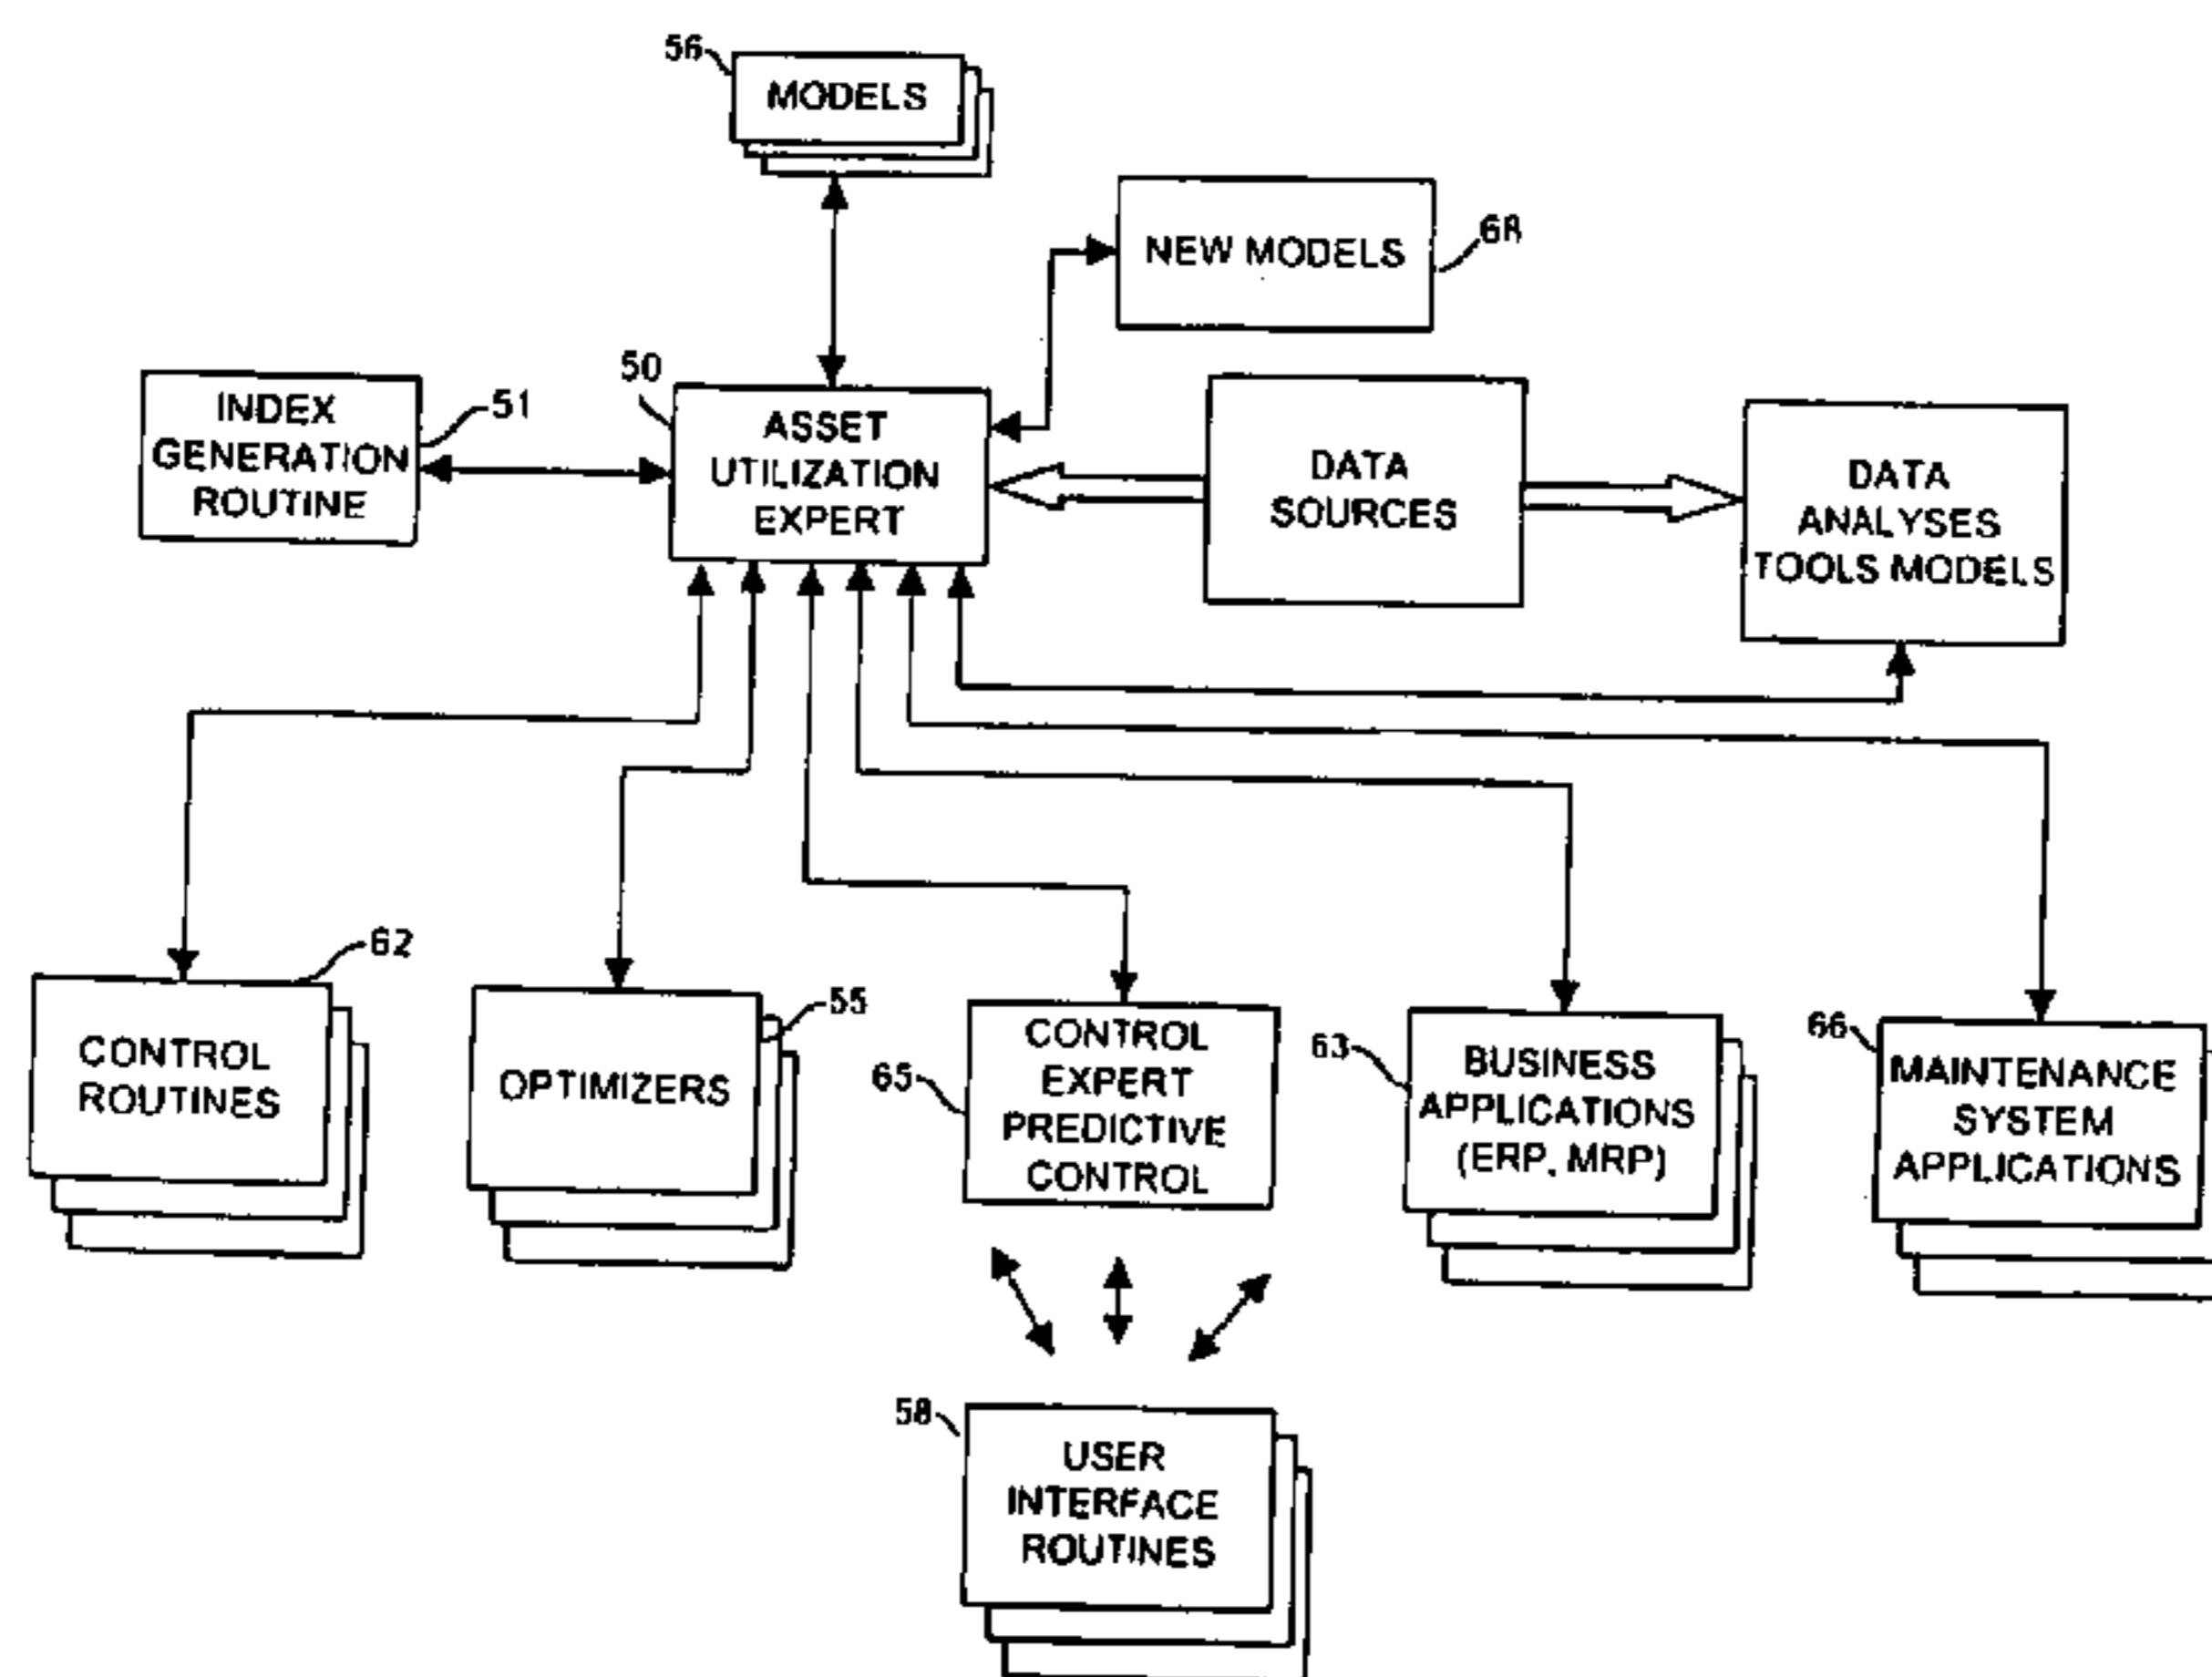 56
MODELS
NEW MODELS
68
INDEX
GENERATION
ROUTINE
51
50
ASSET
UTILIZATION
EXPERT
DATA
SOURCES
DATA
ANALYSES
TOOLS MODELS
62
CONTROL
ROUTINES
55
OPTIMIZERS
65
CONTROL
EXPERT
PREDICTIVE
CONTROL
63
BUSINESS
APPLICATIONS
(ERP, MRP)
66
MAINTENANCE
SYSTEM
APPLICATIONS
58
USER
INTERFACE
ROUTINES